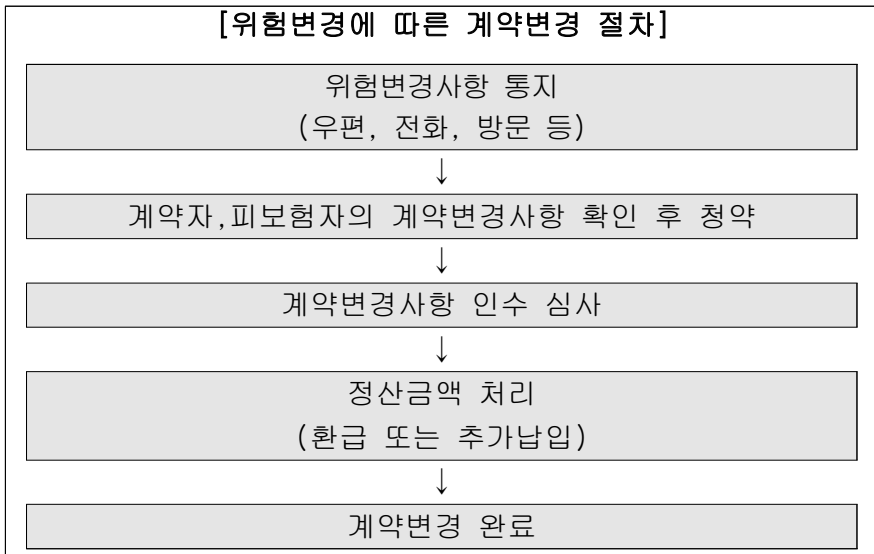 [위험변경에 따른 계약변경 절차]
위험변경사항 통지
(우편, 전화, 방문 등)
↓
계약자,피보험자의 계약변경사항 확인 후 청약
↓
계약변경사항 인수 심사
↓
정산금액 처리
(환급 또는 추가납입)
↓
계약변경 완료